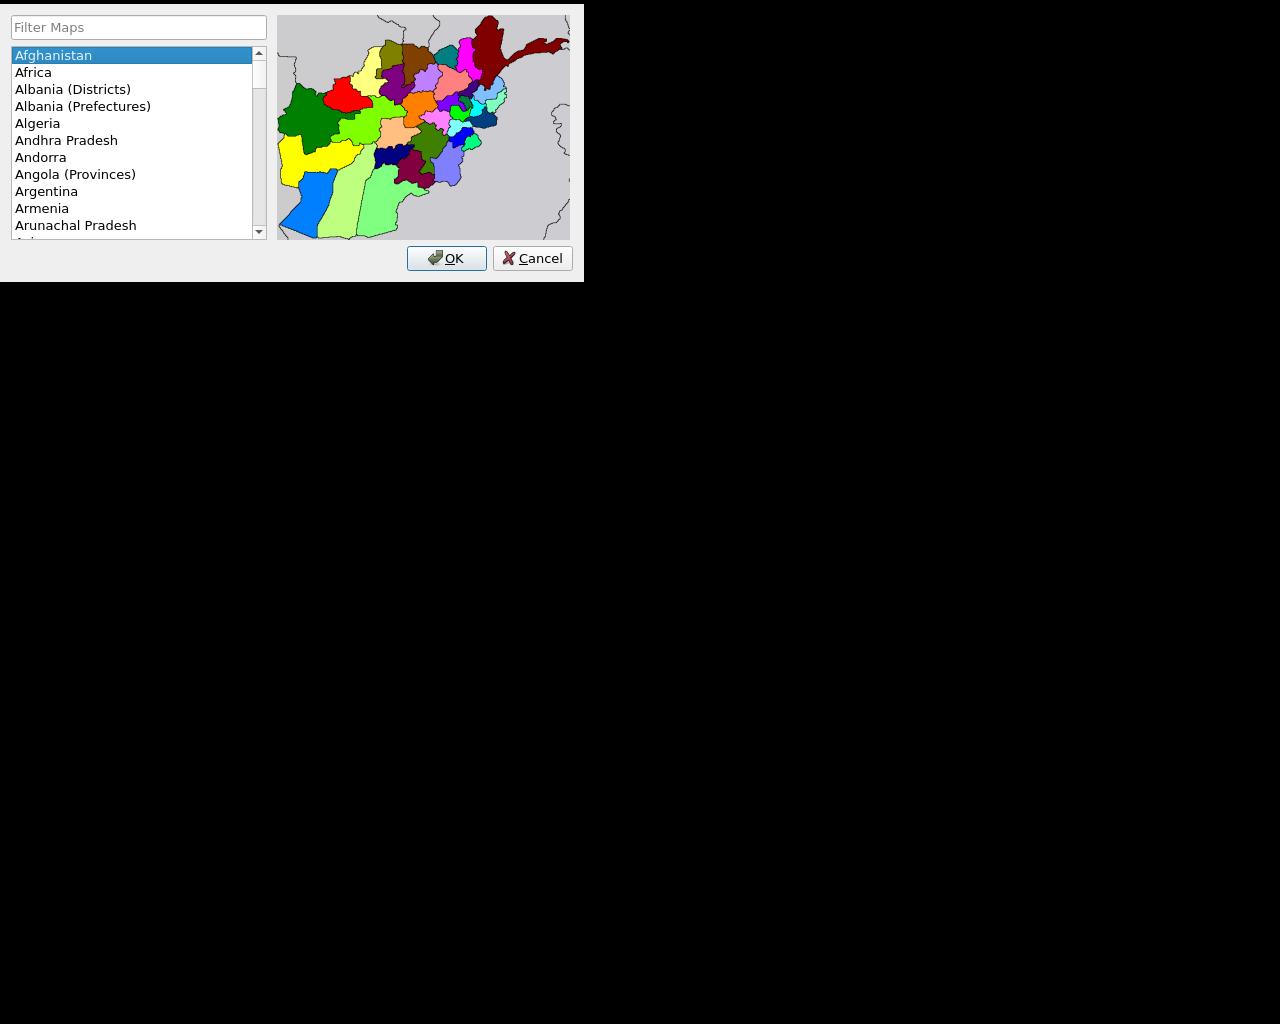 Filter Maps
Afghanistan
Africa
Albania (Districts)
Albania (Prefectures)
Algeria
Andhra Pradesh
Andorra
Angola (Provinces)
Argentina
Armenia
Arunachal Pradesh
OK
Cancel